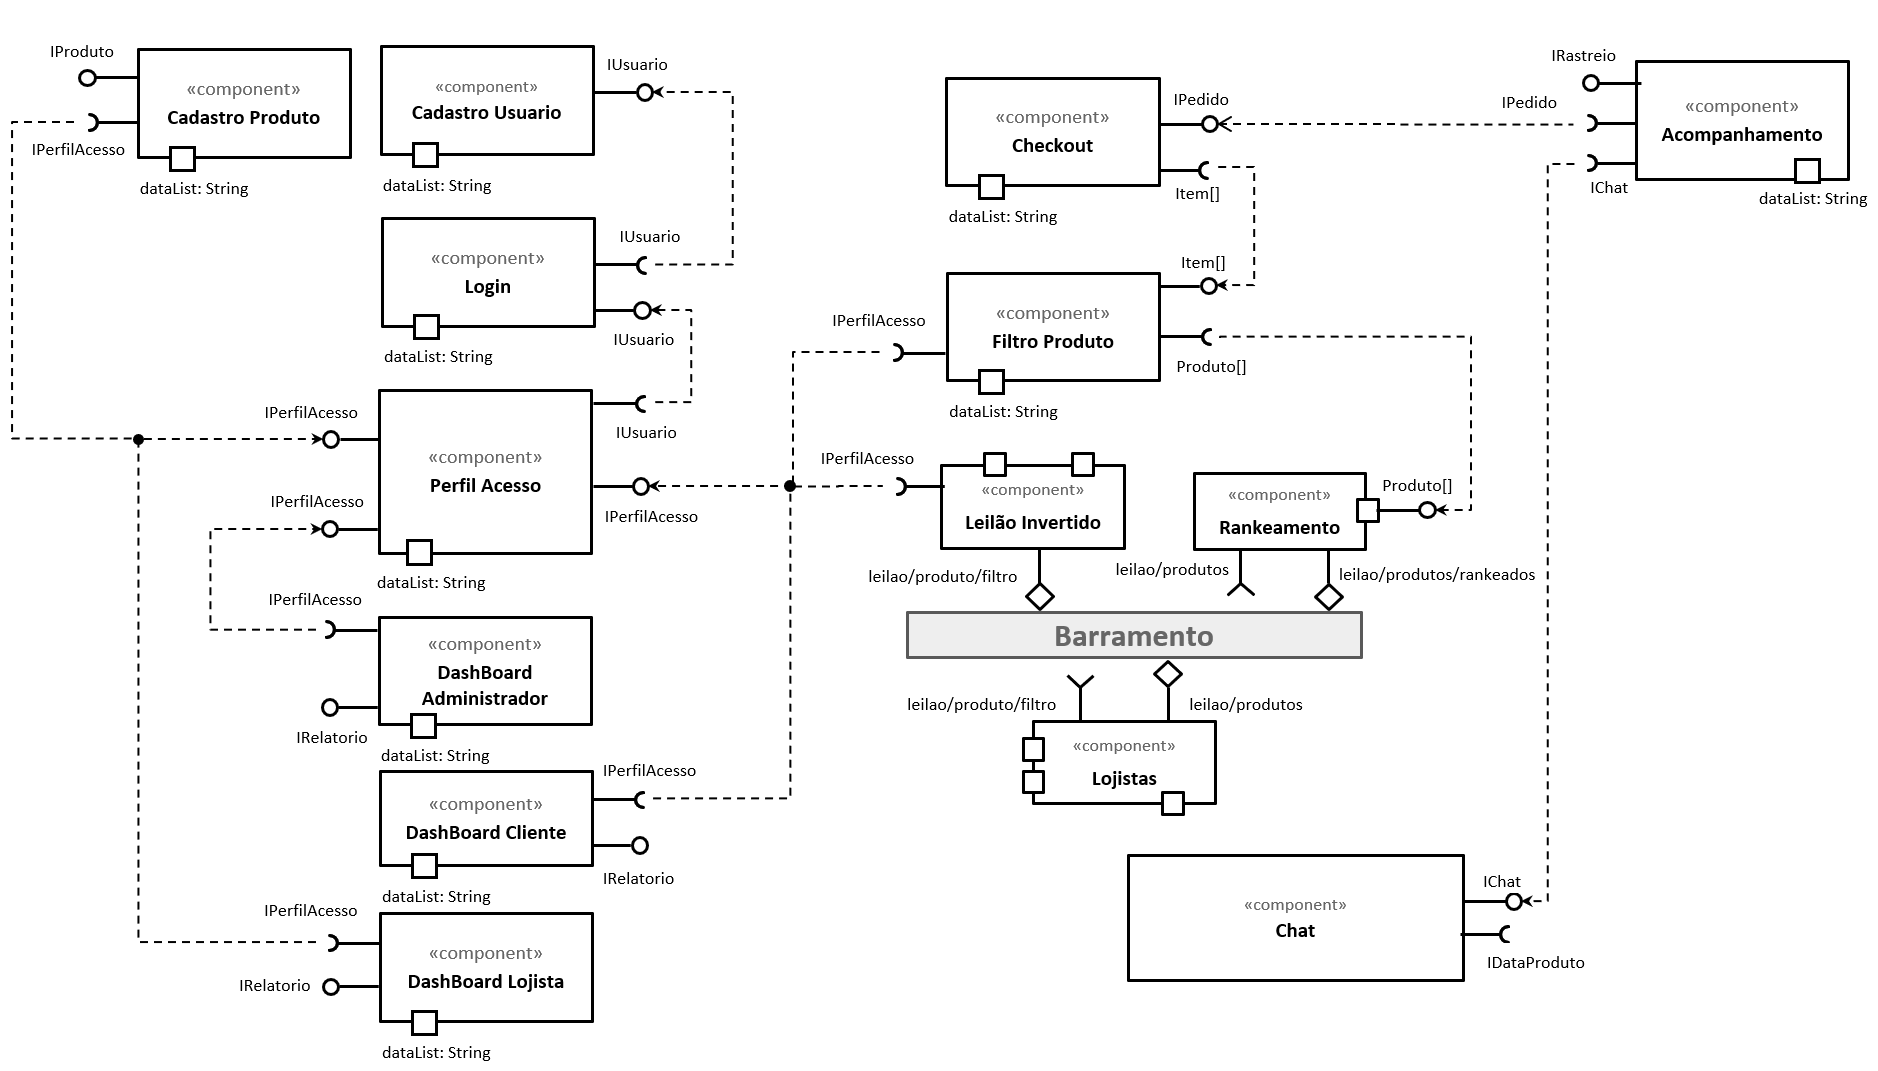 IProduto
«component»
Cadastro Produto
IPerfilAcesso
dataList: String
«component»
Cadastro Usuario
IUsuario
dataList: String
«component»
Login
IUsuario
IUsuario
dataList: String
IPerfilAcesso
«component»
Perfil Acesso
IUsuario
IPerfilAcesso
IPerfilAcesso
dataList: String
IPerfilAcesso
«component»
DashBoard
Administrador
IRelatorio
dataList: String
IPerfilAcesso
«component»
DashBoard Cliente
IRelatorio
dataList: String
IPerfilAcesso
«component»
DashBoard Lojista
IRelatorio
dataList: String
«component»
Checkout
IPedido
Item[]
dataList: String
IRastreio
IPedido
IChat
«component»
Acompanhamento
dataList: String
Item[]
IPerfilAcesso
«component»
Filtro Produto
Produto[]
dataList: String
IPerfilAcesso
«component»
Leilão Invertido
leilao/produto/filtro
«component»
Rankeamento
Produto[]
leilao/produtos
leilao/produtos/rankeados
Barramento
leilao/produto/filtro
leilao/produtos
«component»
Lojistas
«component»
Chat
IChat
IDataProduto